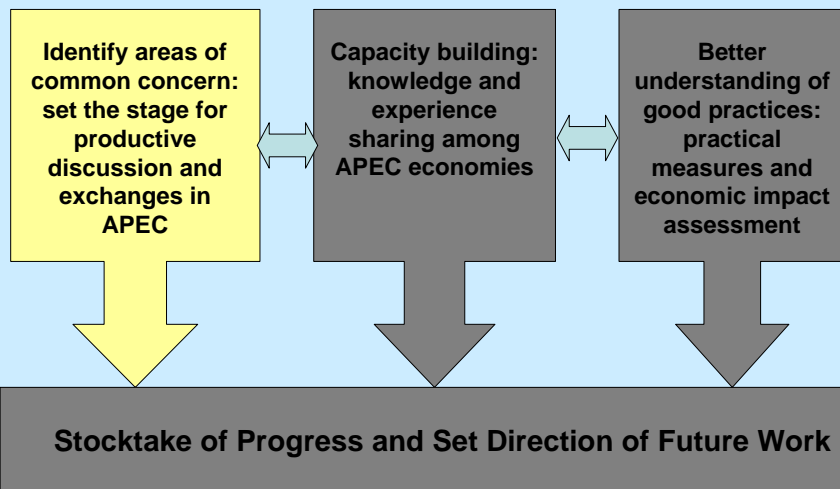 Identify areas of
common concern:
set the stage for
productive
discussion and
exchanges in
APEC
Capacity building:
knowledge and
experience
sharing among
APEC economies
Better
understanding of
good practices:
practical
measures and
economic impact
assessment
Stocktake of Progress and Set Direction of Future Work